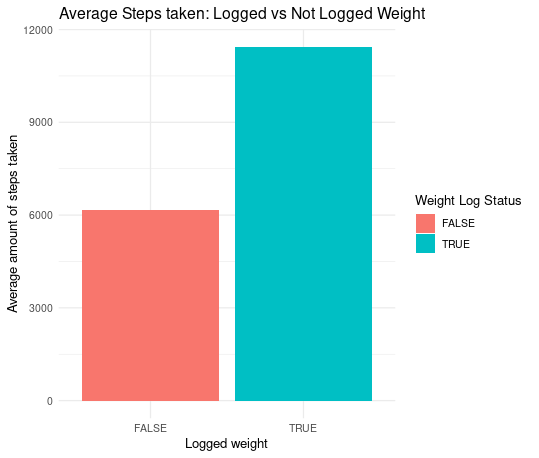 Average Steps taken: Logged vs Not Logged Weight
12000
9000
6000
3000
0
Average amount of steps taken
FALSE
TRUE
Logged weight
Weight Log Status
FALSE
TRUE